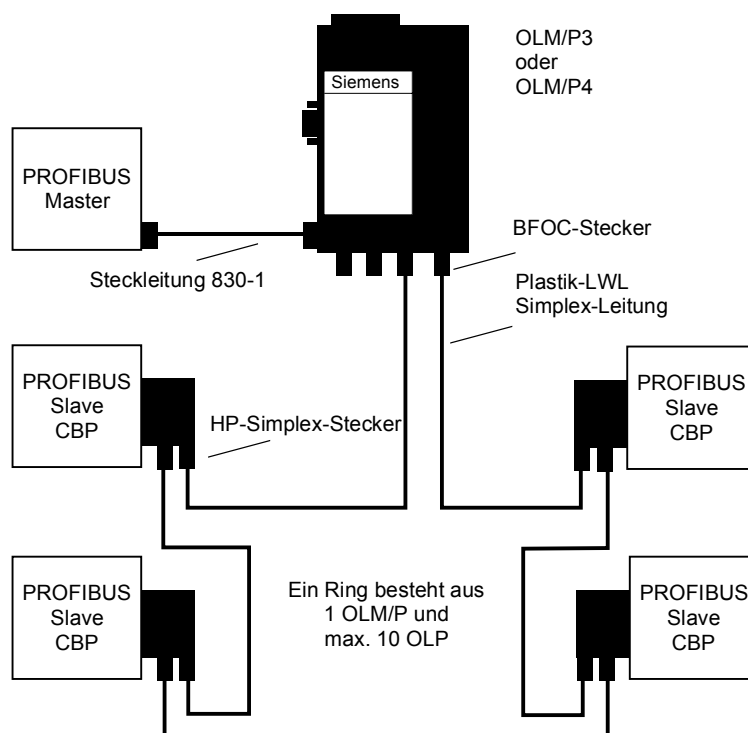 OLM/P3
oder
OLM/P4
Siemens
PROFIBUS
Master
BFOC-Stecker
Steckleitung 830-1
Plastik-LWL
Simplex-Leitung
PROFIBUS
Slave
CBP
HP-Simplex-Stecker
PROFIBUS
Slave
CBP
PROFIBUS
Slave
CBP
Ein Ring besteht aus
1 OLM/P und
max. 10 OLP
PROFIBUS
Slave
CBP